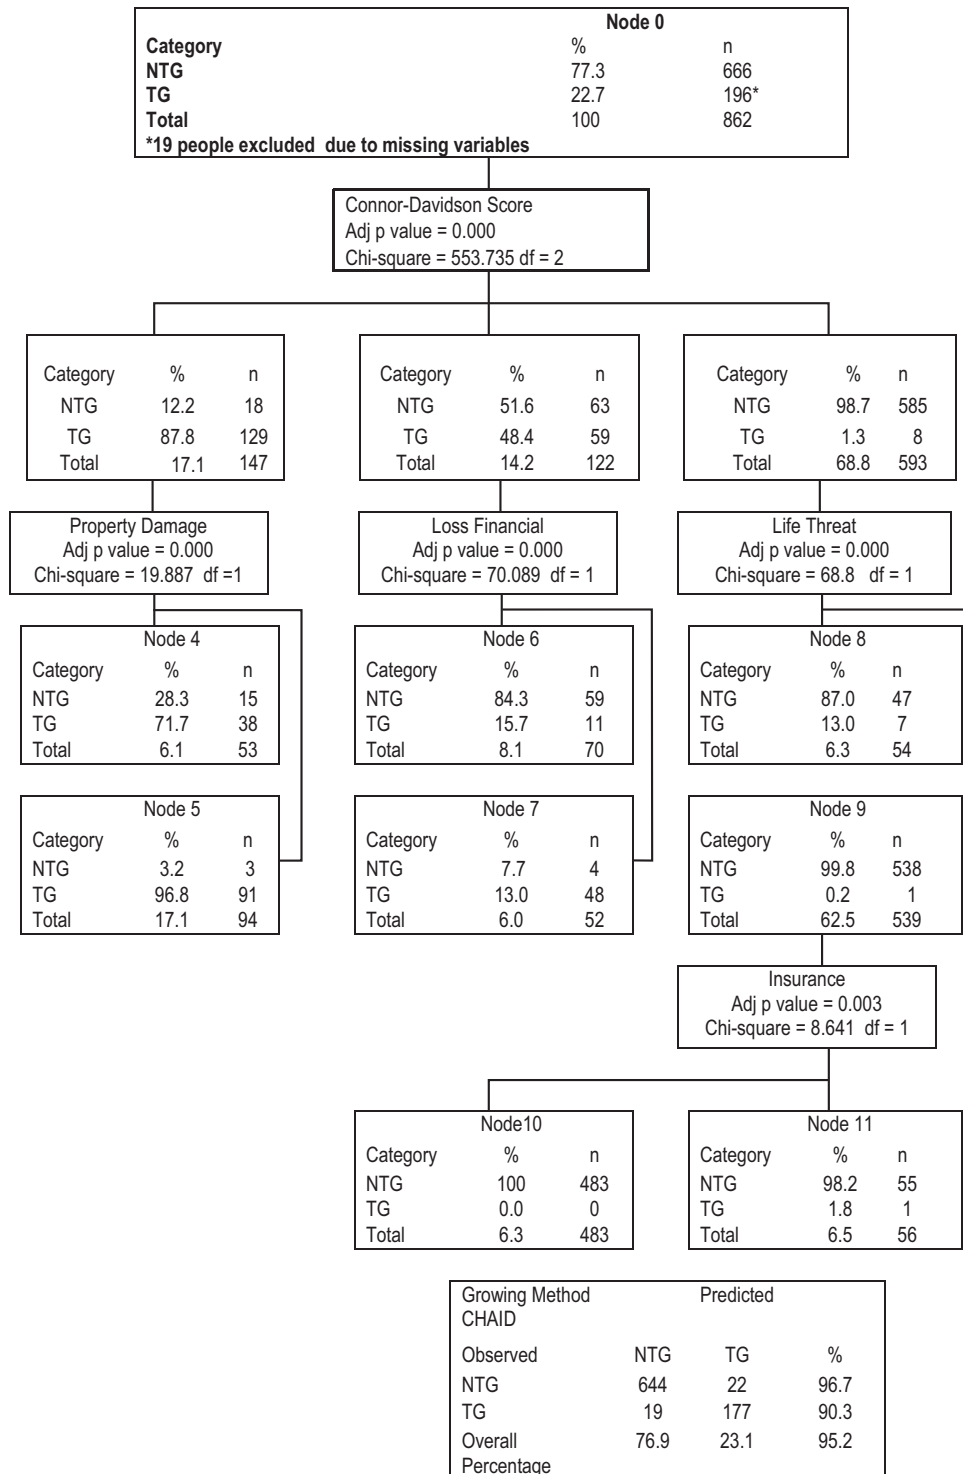 Node 0
Category % n
NTG 77.3 666
TG 22.7 196*
Total 100 862
*19 people excluded due to missing variables
Connor-Davidson Score
Adj p value = 0.000
Chi-square = 553.735 df = 2
Category % n
NTG 12.2 18
TG 87.8 129
Total 17.1 147
Category % n
NTG 51.6 63
TG 48.4 59
Total 14.2 122
Category % n
NTG 98.7 585
TG 1.3 8
Total 68.8 593
Property Damage
Adj p value = 0.000
Chi-square = 19.887 df =1
Loss Financial
Adj p value = 0.000
Chi-square = 70.089 df = 1
Life Threat
Adj p value = 0.000
Chi-square = 68.8 df = 1
Node 4
Category % n
NTG 28.3 15
TG 71.7 38
Total 6.1 53
Node 6
Category % n
NTG 84.3 59
TG 15.7 11
Total 8.1 70
Node 8
Category % n
NTG 87.0 47
TG 13.0 7
Total 6.3 54
Node 5
Category % n
NTG 3.2 3
TG 96.8 91
Total 17.1 94
Node 7
Category % n
NTG 7.7 4
TG 13.0 48
Total 6.0 52
Node 9
Category % n
NTG 99.8 538
TG 0.2 1
Total 62.5 539
Insurance
Adj p value = 0.003
Chi-square = 8.641 df = 1
Node10
Category % n
NTG 100 483
TG 0.0 0
Total 6.3 483
Node 11
Category % n
NTG 98.2 55
TG 1.8 1
Total 6.5 56
Growing Method Predicted
CHAID
Observed NTG TG %
NTG 644 22 96.7
TG 19 177 90.3
Overall 76.9 23.1 95.2
Percentage